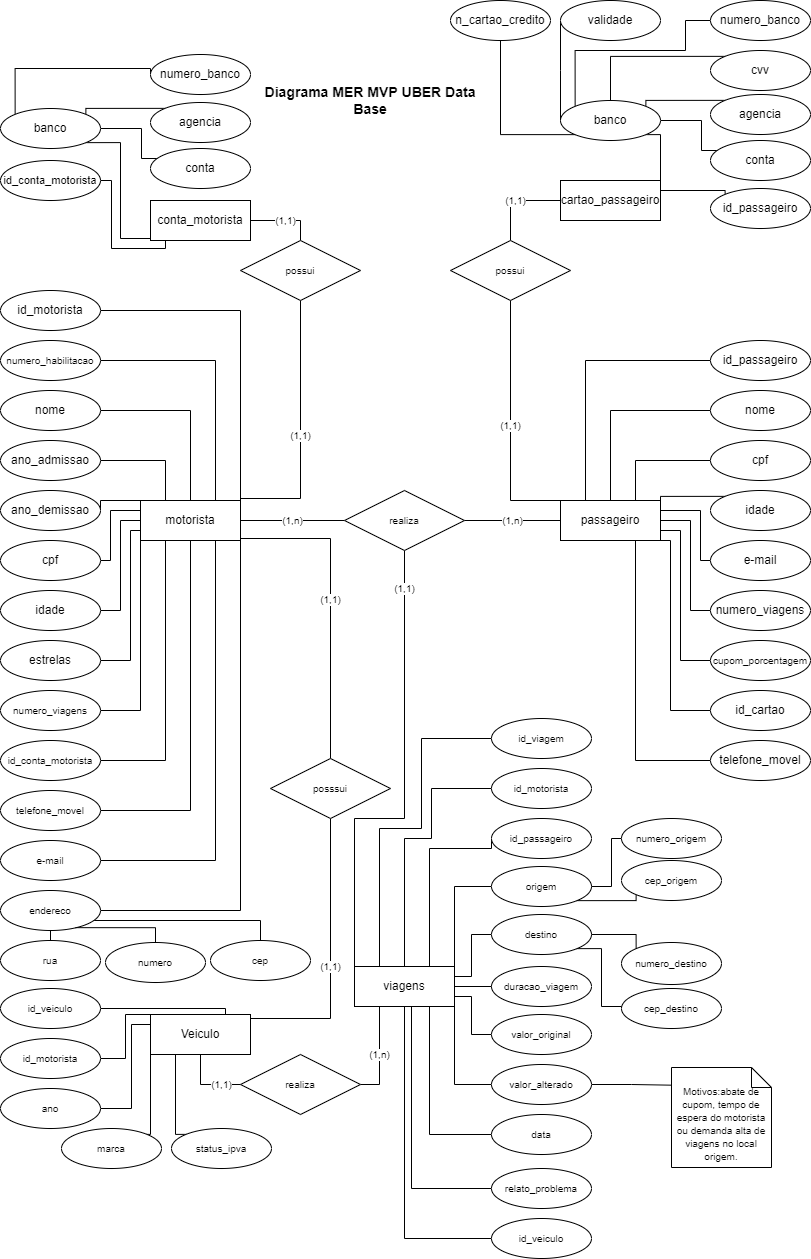 n_cartao_credito
validade
numero_banco
numero_banco
cvv
Diagrama MER MVP UBER Data
Base
banco
agencia
conta
id_conta_motorista
banco
agencia
conta
conta_motorista
(1,1)
possui
cartao_passageiro
id_passageiro
(1,1)
possui
id_motorista
numero_habilitacao
nome
ano_admissao
ano_demissao
cpf
idade
estrelas
numero_viagens
id_conta_motorista
telefone_movel
e-mail
endereco
rua
numero
cep
(1,1)
(1,1)
motorista
(1,n)
realiza
(1,n)
passageiro
(1,1)
(1,1)
id_passageiro
nome
cpf
idade
e-mail
numero_viagens
cupom_porcentagem
id_cartao
telefone_movel
posssui
(1,1)
id_viagem
id_motorista
id_passageiro
origem
numero_origem
cep_origem
destino
numero_destino
cep_destino
viagens
duracao_viagem
valor_original
valor_alterado
data
relato_problema
id_veiculo
Motivos:abate de
cupom, tempo de
espera do motorista
ou demanda alta de
viagens no local
origem.
id_veiculo
Veiculo
id_motorista
ano
marca
status_ipva
(1,1)
realiza
(1,n)